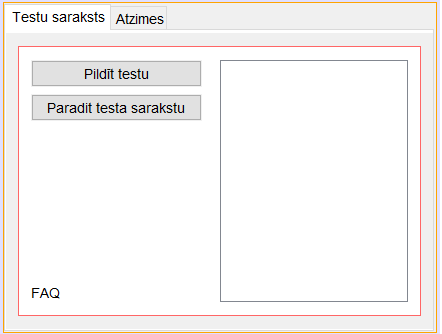 Testu saraksts
Atzimes
Pildīt testu
Paradit testa sarakstu
FAQ